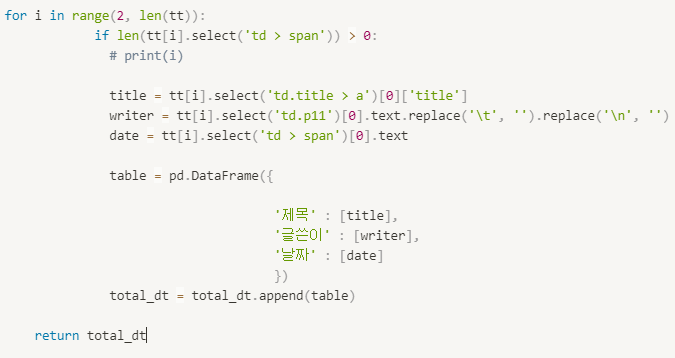 for i in range(2, len(tt)):
if len(tt[i].select('td > span')) > 0:
# print(i)
title = tt[i].select('td.title > a')[0]['title']
writer = tt[i].select('td.p11')[0].text.replace('\t', '').replace('\n', '')
date = tt[i].select('td > span')[0].text
table = pd.DataFrame({
'제목' : [title],
'글쓴이' : [writer],
'날짜' : [date]
})
total_dt = total_dt.append(table)
return total_dt